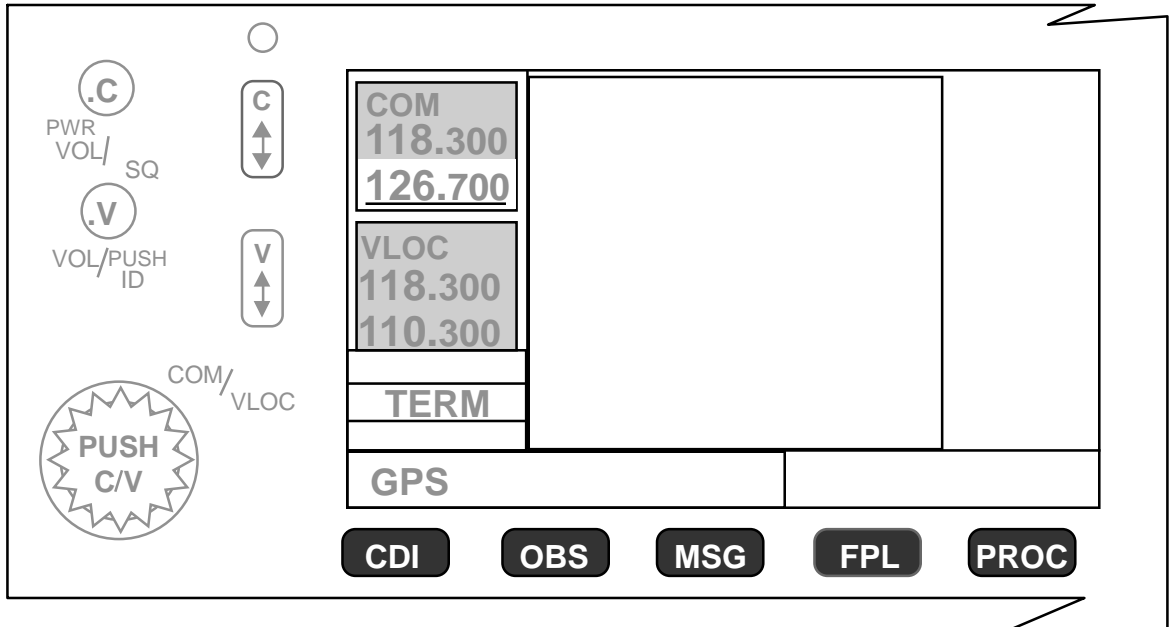 .C
PWR
VOL/
SQ
C
.V
VOL/PUSH
ID
V
COM/
VLOC
PUSH
C/V
COM
118.300
126.700
VLOC
118.300
110.300
TERM
GPS
CDI
OBS
MSG
FPL
PROC